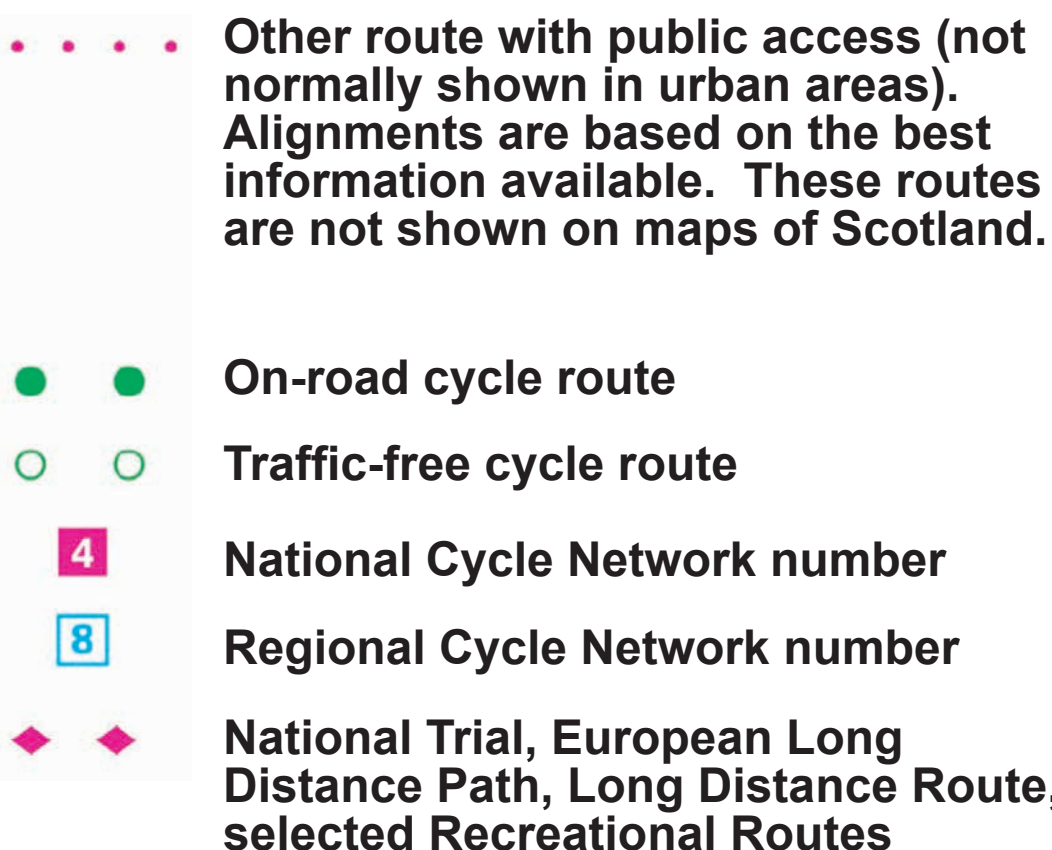 Other route with public access (not
normally shown in urban areas).
Alignments are based on the best
information available.  These routes
are not shown on maps of Scotland.
On-road cycle route
Traffic-free cycle route
4
National Cycle Network number
8
Regional Cycle Network number
National Trial, European Long
Distance Path, Long Distance Route,
selected Recreational Routes